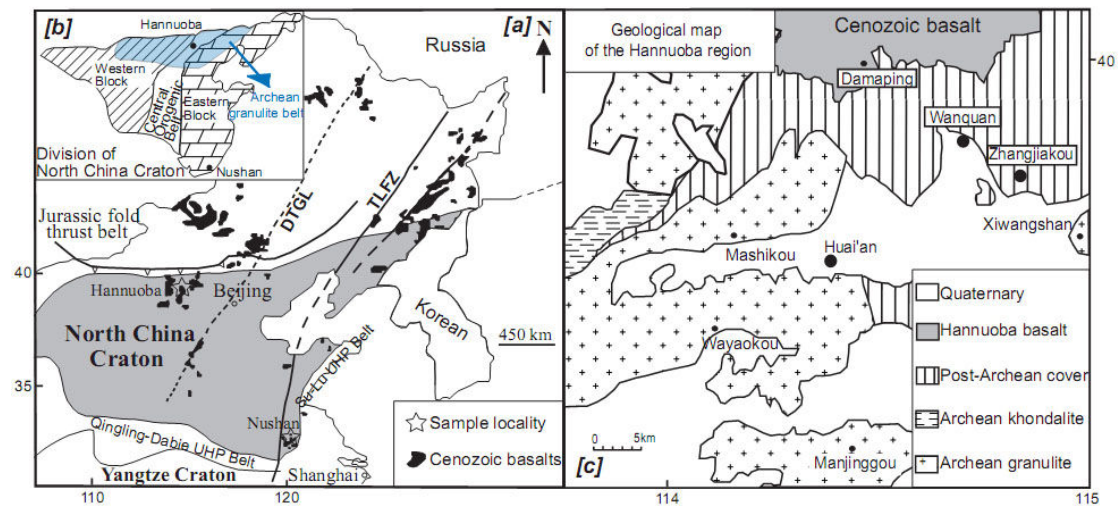 [b]
Hannuoba
Western
Block
Central
Orogenic
Belt
Eastern
Block
Archean
granulite belt
Division of
North China Craton
Nushan
[a]
N
Russia
Jurassic fold
thrust belt
DTGL
TLFZ
40
Hannuoba
Beijing
North China
Craton
Korean
450 km
35
Su-Lu UHP Belt
Nushan
Qingling-Dabie UHP Belt
Yangtze Craton
Shanghai
Sample locality
Cenozoic basalts
110
120
Geological map
of the Hannuoba region
Cenozoic basalt
40
Damaping
Wanquan
Zhangjiakou
Xiwangshan
Mashikou
Huai'an
Wayaokou
Quaternary
Hannuoba basalt
Post-Archean cover
Archean khondalite
Archean granulite
0
5km
[c]
Manjinggou
114
115